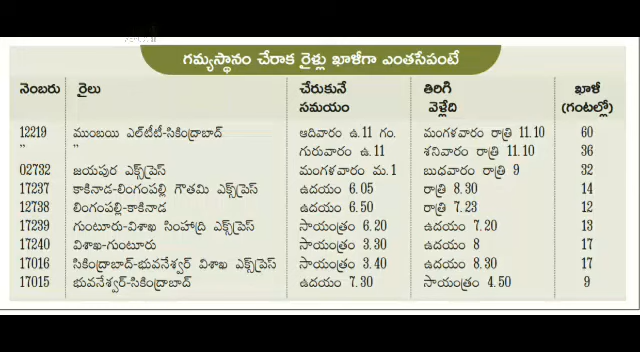 గమ్యస్థానం చేరాక రైళ్లు ఖాళీగా ఎంతసేపంటే
నెంబరు రైలు చేరుకునే సమయం తిరిగి వెళ్లేది ఖాళీ (గంటల్లో)
12219 ముంబయి ఎల్‌టీటీ-సికింద్రాబాద్ ఆదివారం ఉ.11 గం. మంగళవారం రాత్రి 11.10 60
" " గురువారం ఉ.11 శనివారం రాత్రి 11.10 36
02732 జయపుర ఎక్స్‌ప్రెస్ మంగళవారం మ.1 బుధవారం రాత్రి 9 32
17237 కాకినాడ-లింగంపల్లి గౌతమి ఎక్స్‌ప్రెస్ ఉదయం 6.05 రాత్రి 8.30 14
12738 లింగంపల్లి-కాకినాడ ఉదయం 6.50 రాత్రి 7.23 12
17239 గుంటూరు-విశాఖ సింహాద్రి ఎక్స్‌ప్రెస్ సాయంత్రం 6.20 ఉదయం 7.20 13
17240 విశాఖ-గుంటూరు సాయంత్రం 3.30 ఉదయం 8 17
17016 సికింద్రాబాద్-భువనేశ్వర్ విశాఖ ఎక్స్‌ప్రెస్ సాయంత్రం 3.40 ఉదయం 8.30 17
17015 భువనేశ్వర్-సికింద్రాబాద్ ఉదయం 7.30 సాయంత్రం 4.50 9